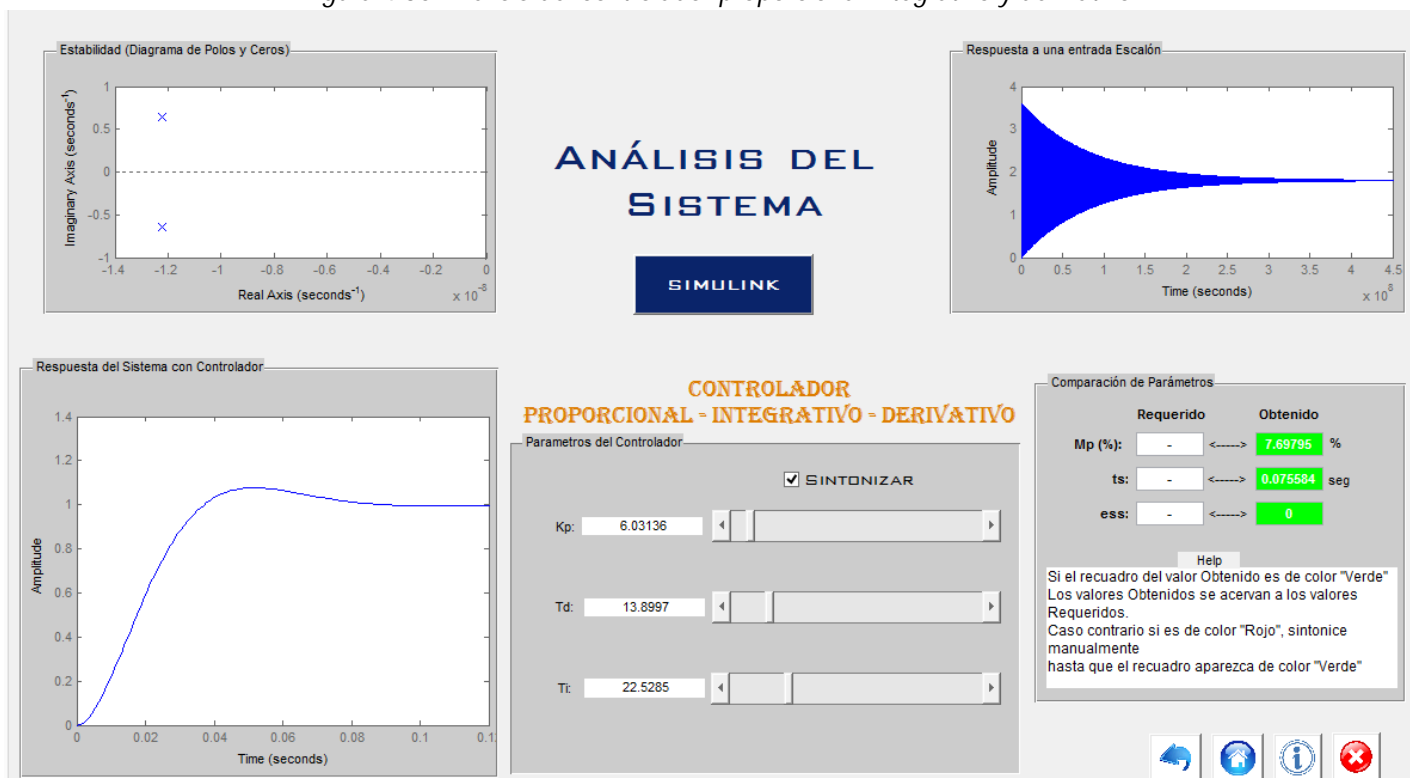 Estabilidad (Diagrama de Polos y Ceros)
Imaginary Axis (seconds⁻¹)
1
0.5
0
-0.5
-1
-1.4 -1.2 -1 -0.8 -0.6 -0.4 -0.2 0
Real Axis (seconds⁻¹)
x 10⁻⁸
ANÁLISIS DEL
SISTEMA
SIMULINK
Respuesta a una entrada Escalón
Amplitude
4
3
2
1
0
0 0.5 1 1.5 2 2.5 3 3.5 4 4.5
Time (seconds)
x 10⁸
Respuesta del Sistema con Controlador
Amplitude
1.4
1.2
1
0.8
0.6
0.4
0.2
0
0 0.02 0.04 0.06 0.08 0.1
Time (seconds)
CONTROLADOR
PROPORCIONAL - INTEGRATIVO - DERIVATIVO
Parametros del Controlador
SINTONIZAR
Kp: 6.03136
Td: 13.8997
Ti: 22.5285
Comparación de Parámetros
Requerido Obtenido
Mp (%): - <-----> 7.69795 %
ts: - <-----> 0.075584 seg
ess: - <-----> 0
Help
Si el recuadro del valor Obtenido es de color "Verde"
Los valores Obtenidos se acervan a los valores
Requeridos.
Caso contrario si es de color "Rojo", sintonice
manualmente
hasta que el recuadro aparezca de color "Verde"